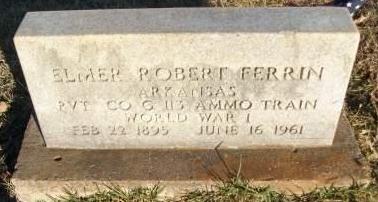 ELMER ROBERT FERRIN
ARKANSAS
PVT CO G 113 AMMO TRAIN
WORLD WAR I
FEB 22 1895 JUNE 16 1961